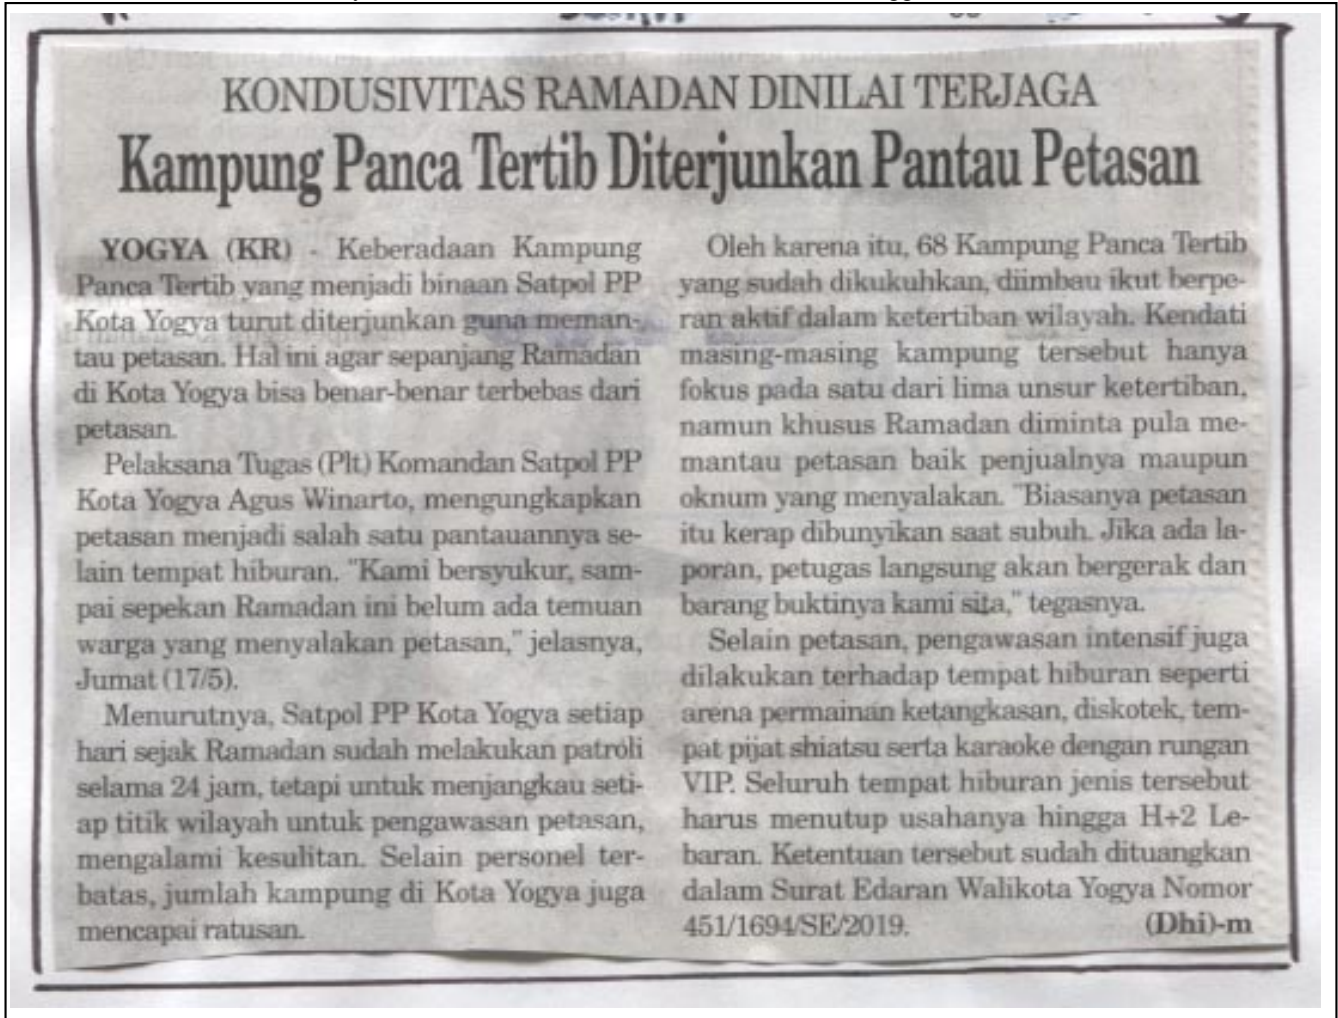 KONDUSIVITAS RAMADAN DINILAI TERJAGA
Kampung Panca Tertib Diterjunkan Pantau Petasan
YOGYA (KR) - Keberadaan Kampung
Panca Tertib yang menjadi binaan Satpol PP
Kota Yogya turut diterjunkan guna meman-
tau petasan. Hal ini agar sepanjang Ramadan
di Kota Yogya bisa benar-benar terbebas dari
petasan.
Pelaksana Tugas (Plt) Komandan Satpol PP
Kota Yogya Agus Winarto, mengungkapkan
petasan menjadi salah satu pantauannya se-
lain tempat hiburan. "Kami bersyukur, sam-
pai sepekan Ramadan ini belum ada temuan
warga yang menyalakan petasan," jelasnya,
Jumat (17/5).
Menurutnya, Satpol PP Kota Yogya setiap
hari sejak Ramadan sudah melakukan patroli
selama 24 jam, tetapi untuk menjangkau seti-
ap titik wilayah untuk pengawasan petasan,
mengalami kesulitan. Selain personel ter-
batas, jumlah kampung di Kota Yogya juga
mencapai ratusan.
Oleh karena itu, 68 Kampung Panca Tertib
yang sudah dikukuhkan, diimbau ikut berpe-
ran aktif dalam ketertiban wilayah. Kendati
masing-masing kampung tersebut hanya
fokus pada satu dari lima unsur ketertiban,
namun khusus Ramadan diminta pula me-
mantau petasan baik penjualnya maupun
oknum yang menyalakan. "Biasanya petasan
itu kerap dibunyikan saat subuh. Jika ada la-
poran, petugas langsung akan bergerak dan
barang buktinya kami sita," tegasnya.
Selain petasan, pengawasan intensif juga
dilakukan terhadap tempat hiburan seperti
arena permainan ketangkasan, diskotek, tem-
pat pijat shiatsu serta karaoke dengan rungan
VIP. Seluruh tempat hiburan jenis tersebut
harus menutup usahanya hingga H+2 Le-
baran. Ketentuan tersebut sudah dituangkan
dalam Surat Edaran Walikota Yogya Nomor
451/1694/SE/2019. (Dhi)-m